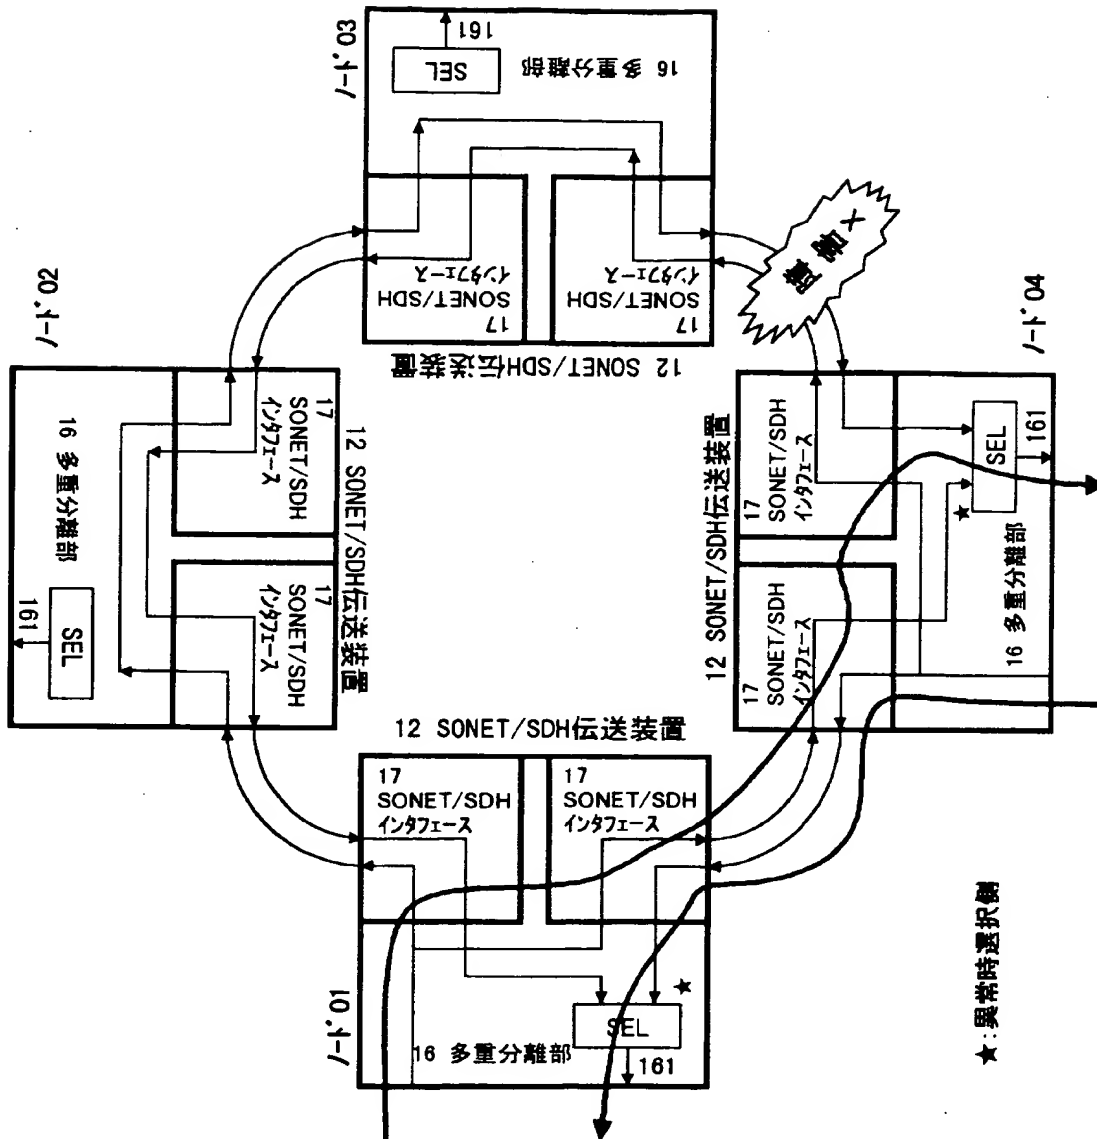 ノード03
161
SEL
16 多重分離部
17
SONET/SDH
インタフェース
17
SONET/SDH
インタフェース
12 SONET/SDH伝送装置
×
障害
ノード02
16 多重分離部
SEL
161
17
SONET/SDH
インタフェース
17
SONET/SDH
インタフェース
12 SONET/SDH伝送装置
ノード04
12 SONET/SDH伝送装置
17
SONET/SDH
インタフェース
17
SONET/SDH
インタフェース
SEL
161
★
16 多重分離部
12 SONET/SDH伝送装置
17
SONET/SDH
インタフェース
17
SONET/SDH
インタフェース
ノード01
★
SEL
16 多重分離部
161
★:異常時選択側